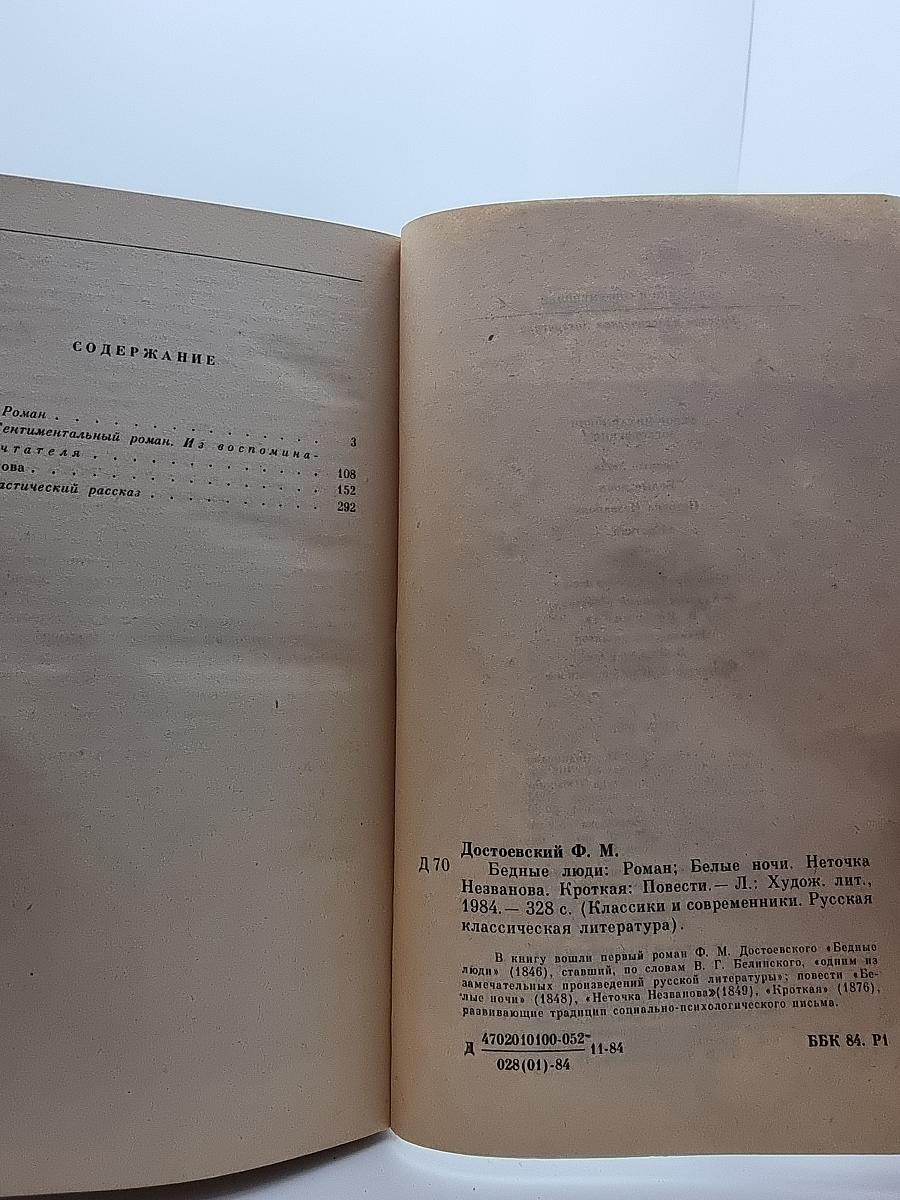 СОДЕРЖАНИЕ
Роман . . . . . . . . . . . . . . . 3
Сентиментальный роман. Из воспомина-
чтателя . . . . . . . . . . . . 108
ова . . . . . . . . . . . . . . . 152
астический рассказ . . . . . . . . . 292
Достоевский Ф. М.
Д 70 Бедные люди: Роман; Белые ночи. Неточка
Незванова. Кроткая: Повести.— Л.: Худож. лит.,
1984.— 328 с. (Классики и современники. Русская
классическая литература).
В книгу вошли первый роман Ф. М. Достоевского «Бедные
люди» (1846), ставший, по словам В. Г. Белинского, «одним из
замечательных произведений русской литературы»; повести «Бе-
лые ночи» (1848), «Неточка Незванова»(1849), «Кроткая» (1876),
развивающие традиции социально-психологического письма.
Д 4702010100-052 11-84 ББК 84. Р1
028(01)-84